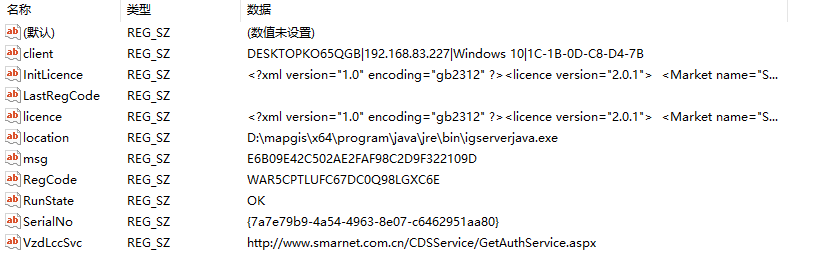 名称 类型 数据
ab (默认) REG_SZ (数值未设置)
ab client REG_SZ DESKTOPKO65QGB|192.168.83.227|Windows 10|1C-1B-0D-C8-D4-7B
ab InitLicence REG_SZ <?xml version="1.0" encoding="gb2312" ?><licence version="2.0.1"> <Market name="S...
ab LastRegCode REG_SZ
ab licence REG_SZ <?xml version="1.0" encoding="gb2312" ?><licence version="2.0.1"> <Market name="S...
ab location REG_SZ D:\mapgis\x64\program\java\jre\bin\igserverjava.exe
ab msg REG_SZ E6B09E42C502AE2FAF98C2D9F322109D
ab RegCode REG_SZ WAR5CPTLUFC67DC0Q98LGXC6E
ab RunState REG_SZ OK
ab SerialNo REG_SZ {7a7e79b9-4a54-4963-8e07-c6462951aa80}
ab VzdLccSvc REG_SZ http://www.smarnet.com.cn/CDSService/GetAuthService.aspx